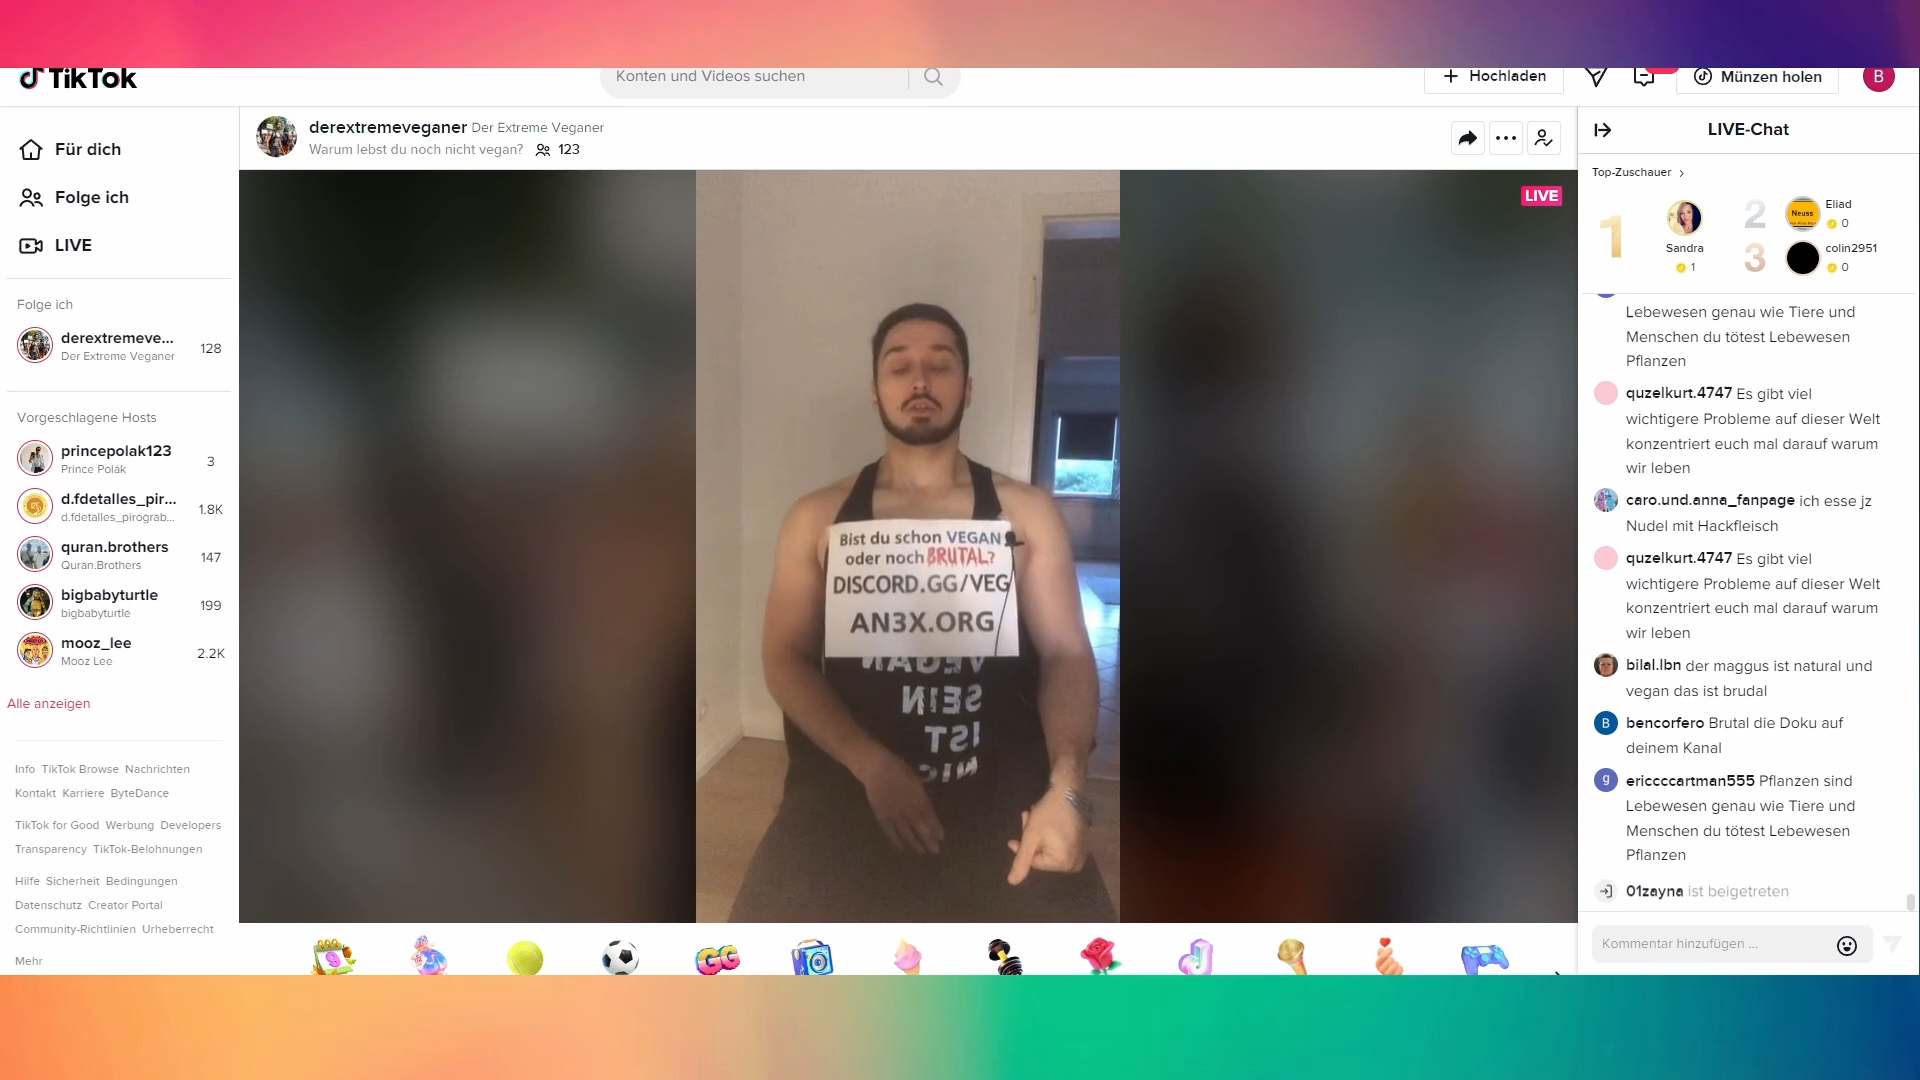 TikTok
Konten und Videos suchen
Hochladen
Münzen holen
B
Für dich
Folge ich
LIVE
Folge ich
derextremeve...
Der Extreme Veganer
128
Vorgeschlagene Hosts
princepolak123
Prince Polák
3
d.fdetalles_pir...
d.fdetalles_pirograb...
1.8K
quran.brothers
Quran.Brothers
147
bigbabyturtle
bigbabyturtle
199
mooz_lee
Mooz Lee
2.2K
Alle anzeigen
Info TikTok Browse Nachrichten
Kontakt Karriere ByteDance
TikTok for Good Werbung Developers
Transparency TikTok-Belohnungen
Hilfe Sicherheit Bedingungen
Datenschutz Creator Portal
Community-Richtlinien Urheberrecht
Mehr
derextremeveganer Der Extreme Veganer
Warum lebst du noch nicht vegan? 123
LIVE
Bist du schon VEGAN
oder noch BRUTAL?
DISCORD.GG/VEG
AN3X.ORG
VEGAN
SEIN
IST
9
GG
LIVE-Chat
Top-Zuschauer
1
Sandra
1
2
Neuss
Eliad
0
3
colin2951
0
Lebewesen genau wie Tiere und
Menschen du tötest Lebewesen
Pflanzen
quzelkurt.4747 Es gibt viel
wichtigere Probleme auf dieser Welt
konzentriert euch mal darauf warum
wir leben
caro.und.anna_fanpage ich esse jz
Nudel mit Hackfleisch
quzelkurt.4747 Es gibt viel
wichtigere Probleme auf dieser Welt
konzentriert euch mal darauf warum
wir leben
bilal.lbn der maggus ist natural und
vegan das ist brudal
B
bencorfero Brutal die Doku auf
deinem Kanal
g
ericcccartman555 Pflanzen sind
Lebewesen genau wie Tiere und
Menschen du tötest Lebewesen
Pflanzen
01zayna ist beigetreten
Kommentar hinzufügen ...